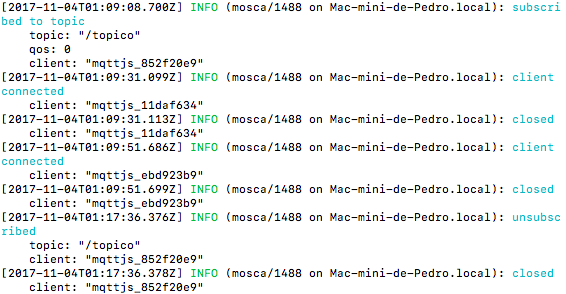 [2017-11-04T01:09:08.700Z] INFO (mosca/1488 on Mac-mini-de-Pedro.local): subscri
bed to topic
    topic: "/topico"
    qos: 0
    client: "mqttjs_852f20e9"
[2017-11-04T01:09:31.099Z] INFO (mosca/1488 on Mac-mini-de-Pedro.local): client
connected
    client: "mqttjs_11daf634"
[2017-11-04T01:09:31.113Z] INFO (mosca/1488 on Mac-mini-de-Pedro.local): closed
    client: "mqttjs_11daf634"
[2017-11-04T01:09:51.686Z] INFO (mosca/1488 on Mac-mini-de-Pedro.local): client
connected
    client: "mqttjs_ebd923b9"
[2017-11-04T01:09:51.699Z] INFO (mosca/1488 on Mac-mini-de-Pedro.local): closed
    client: "mqttjs_ebd923b9"
[2017-11-04T01:17:36.376Z] INFO (mosca/1488 on Mac-mini-de-Pedro.local): unsubsc
ribed
    topic: "/topico"
    client: "mqttjs_852f20e9"
[2017-11-04T01:17:36.378Z] INFO (mosca/1488 on Mac-mini-de-Pedro.local): closed
    client: "mqttjs_852f20e9"